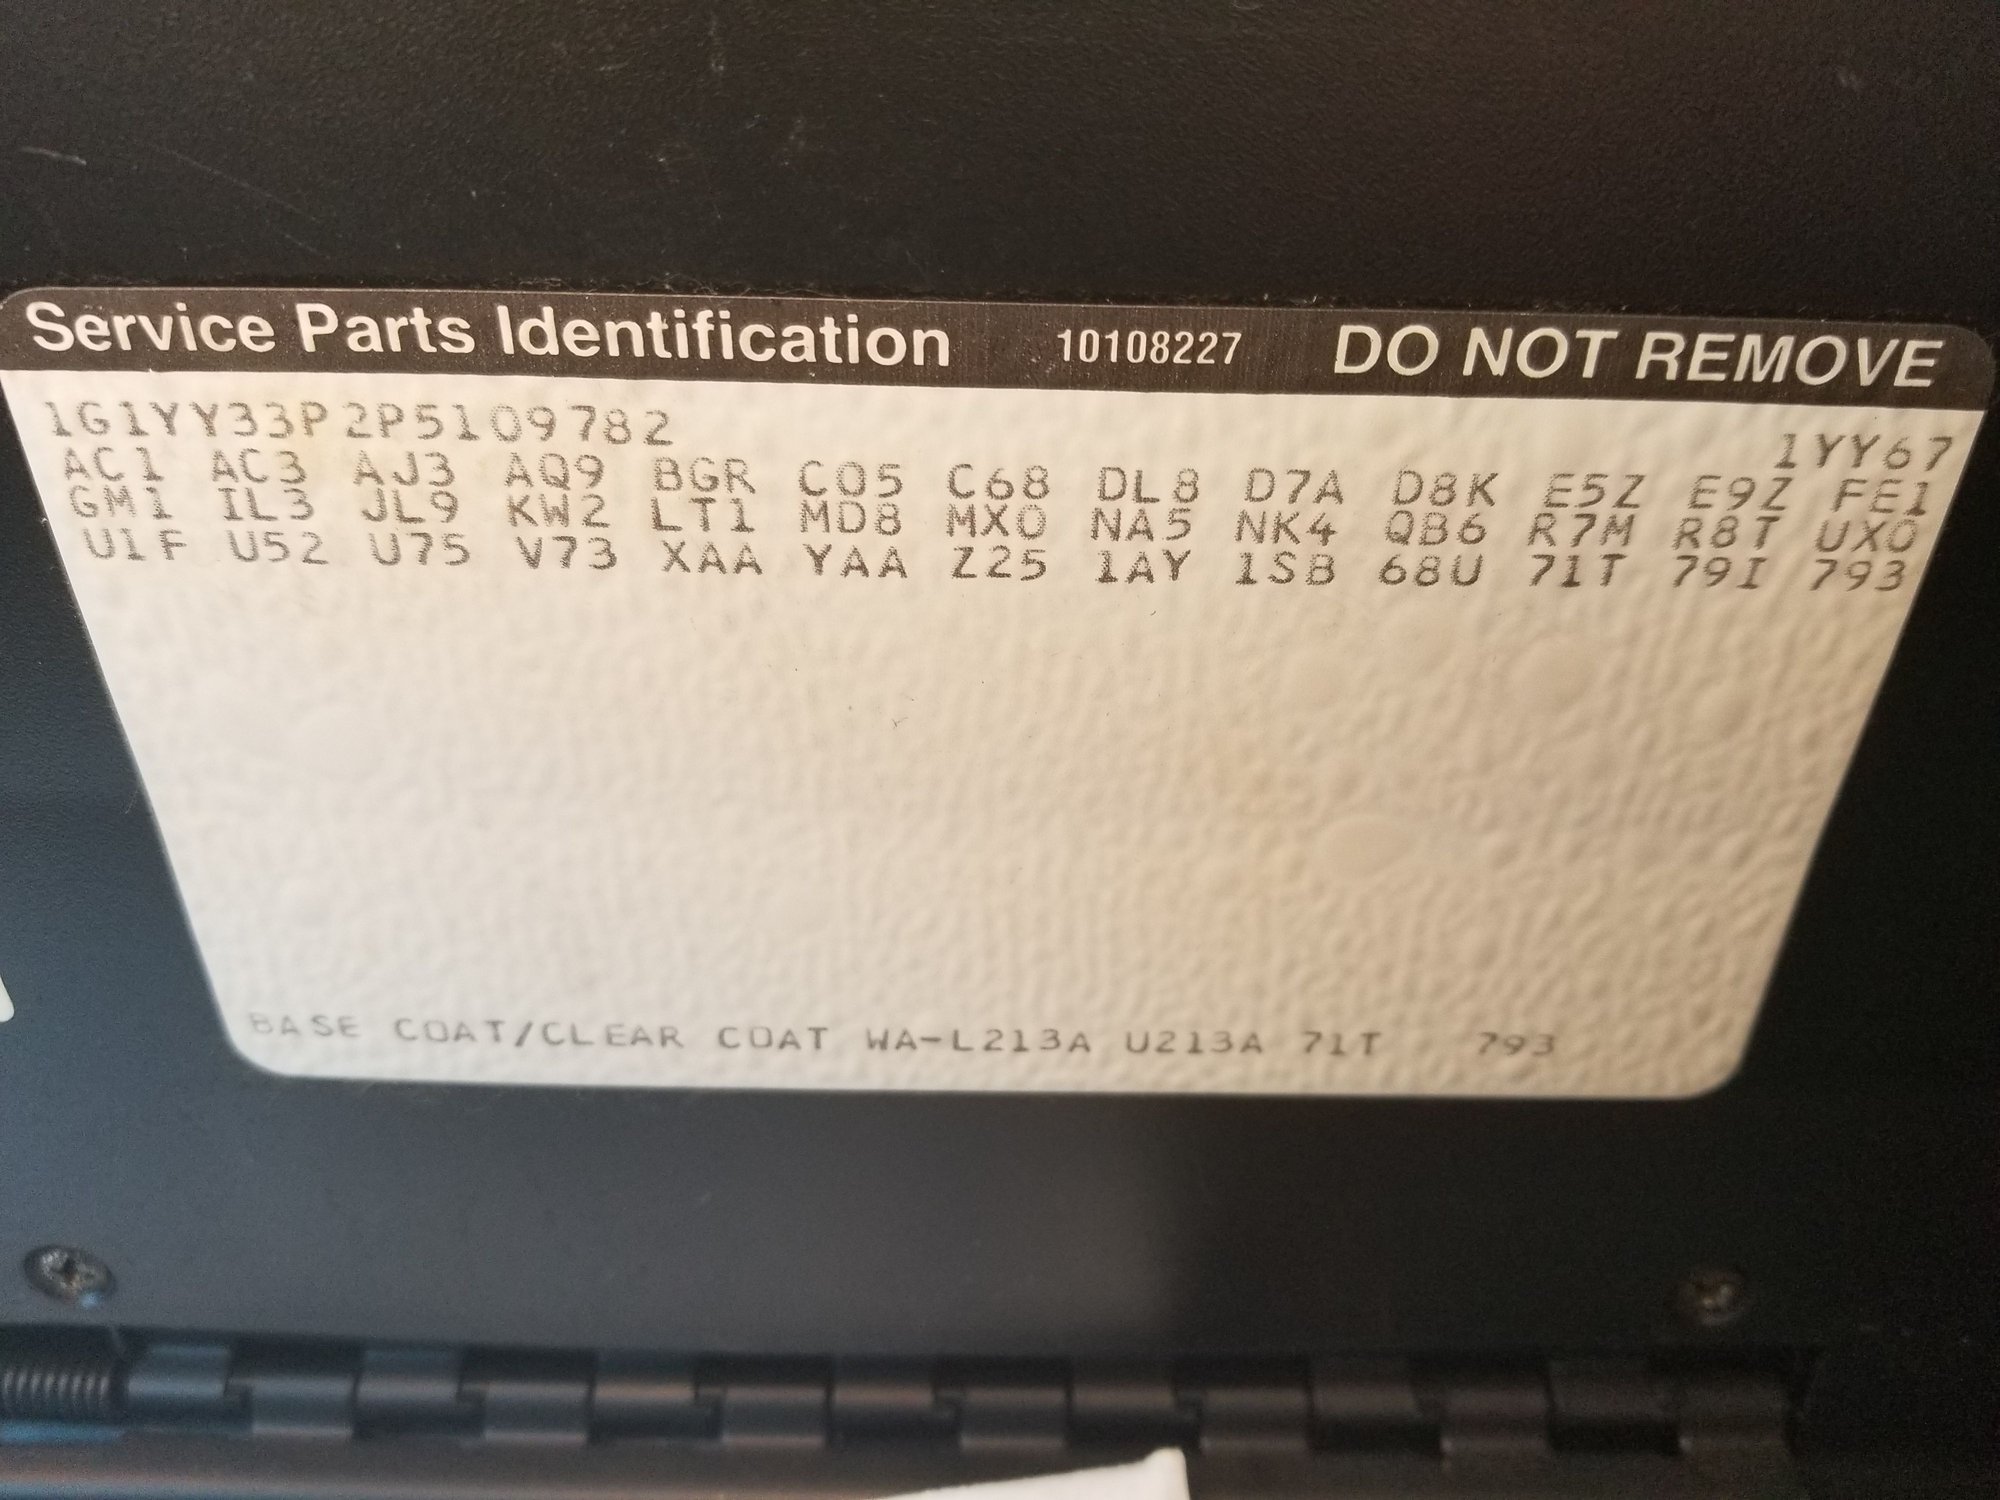 Service Parts Identification 10108227 DO NOT REMOVE
1G1YY33P2P5109782 1YY67
AC1 AC3 AJ3 AQ9 BGR C05 C68 DL8 D7A D8K E5Z E9Z FE1
GM1 IL3 JL9 KW2 LT1 MD8 MX0 NA5 NK4 QB6 R7M R8T UX0
U1F U52 U75 V73 XAA YAA Z25 1AY 1SB 68U 71T 79I 793
BASE COAT/CLEAR COAT WA-L213A U213A 71T 793